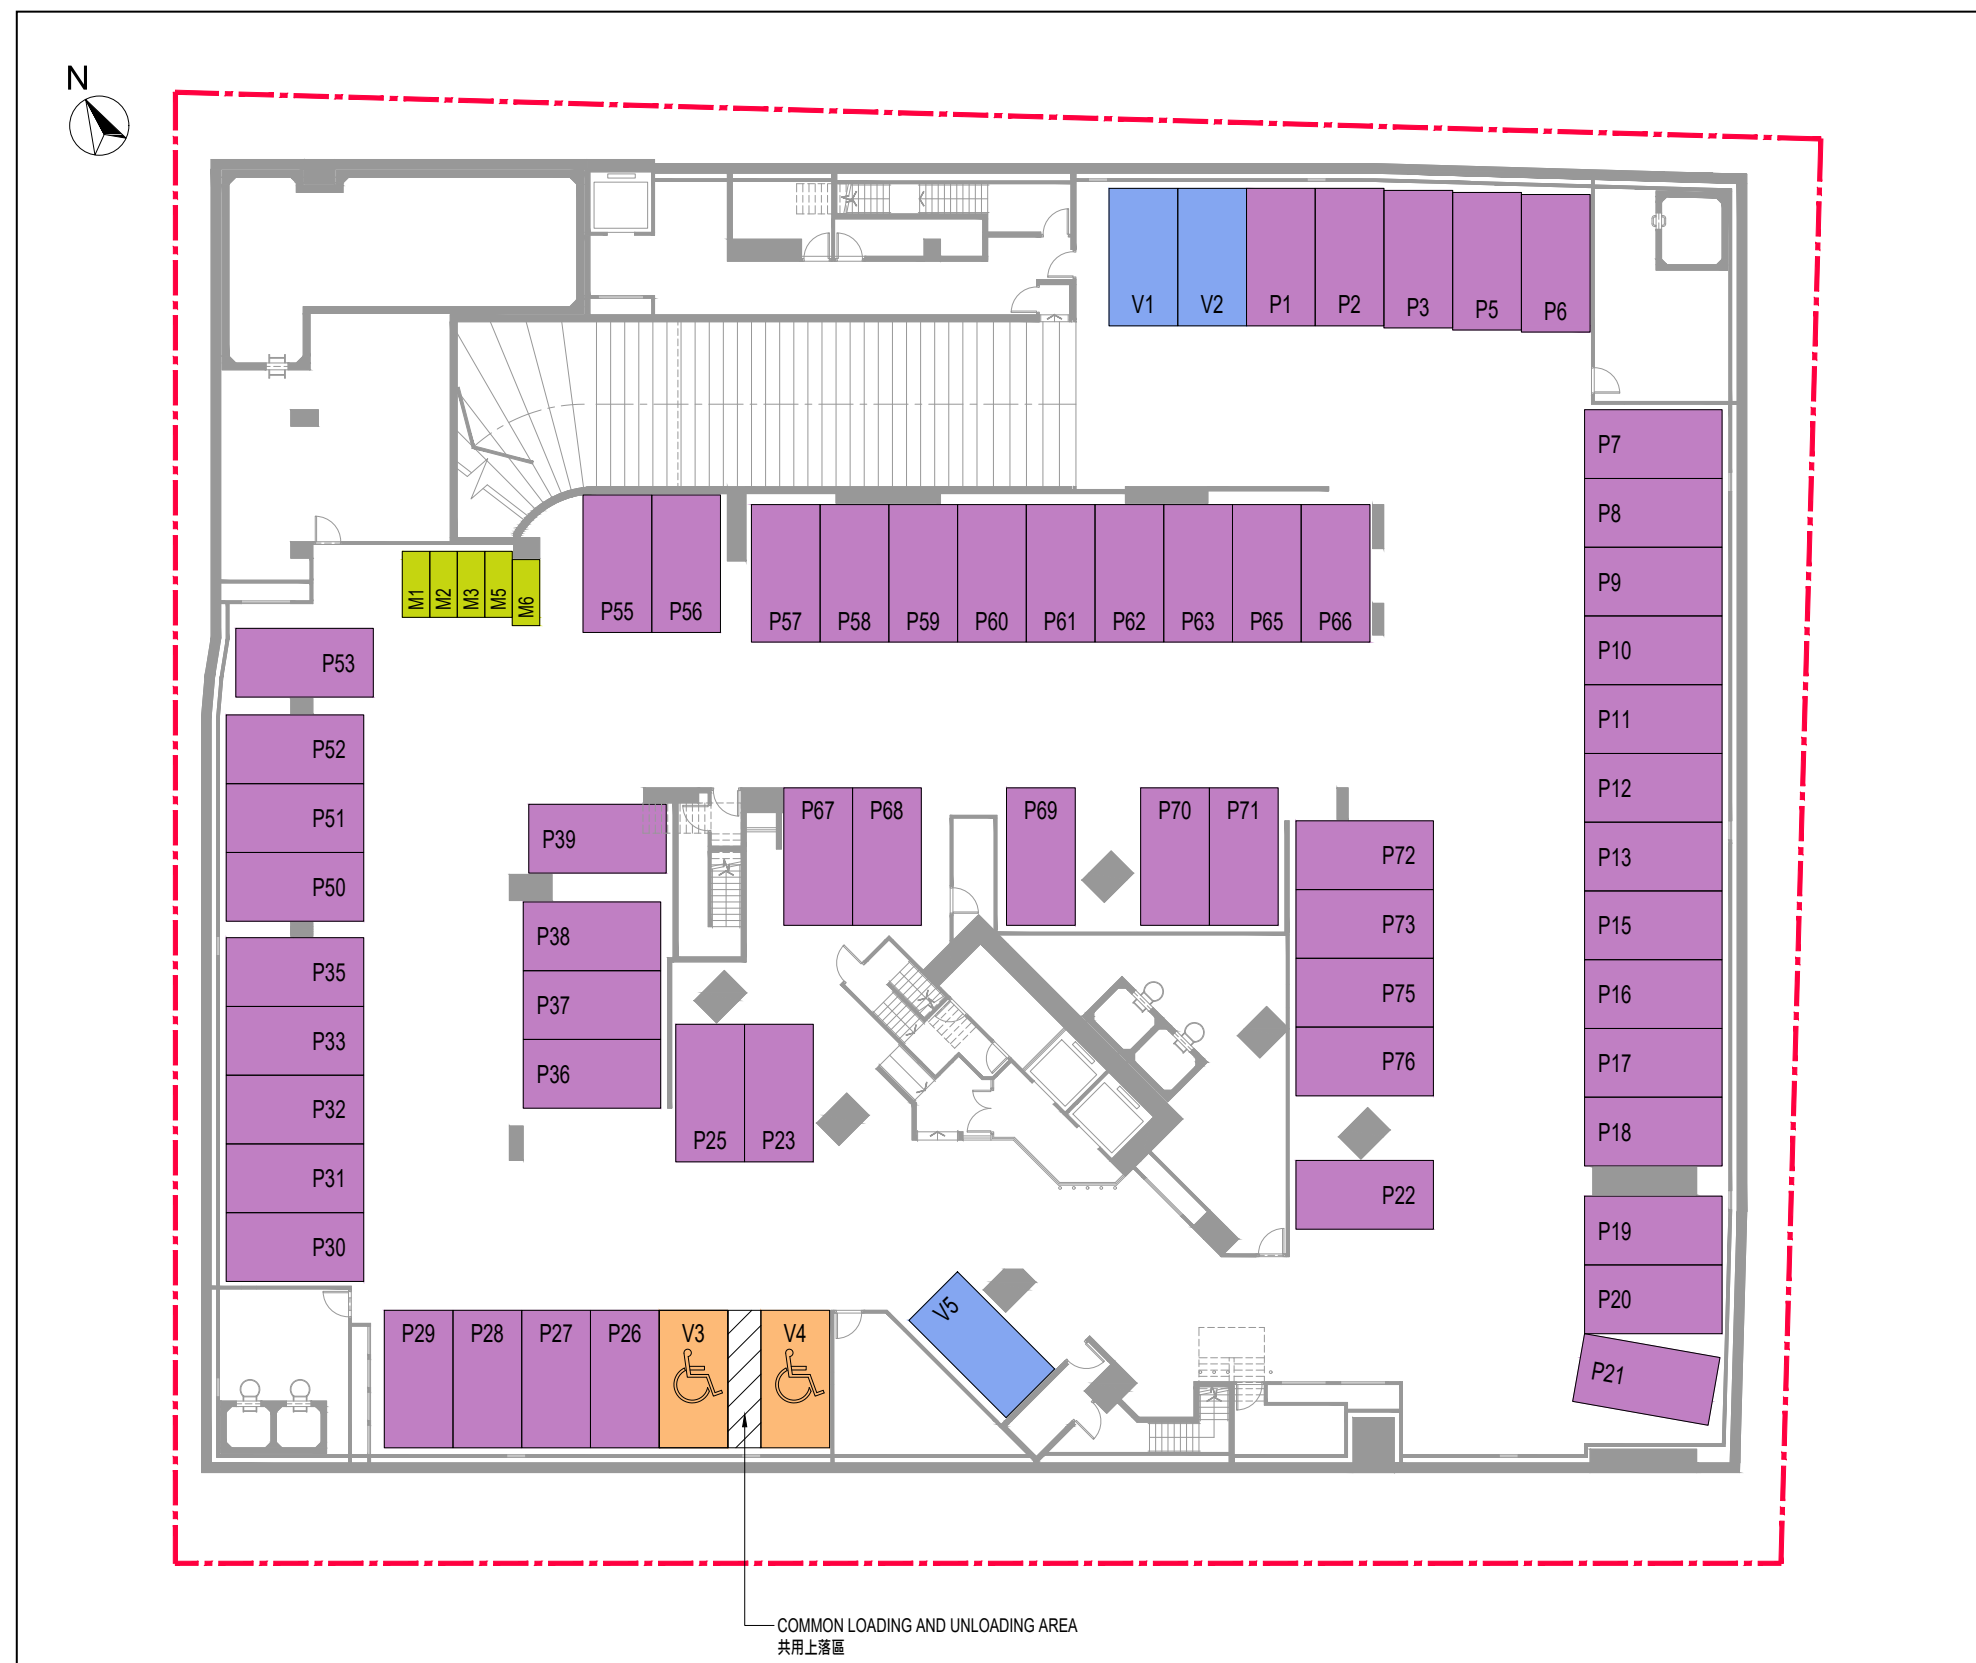 N
V1 V2 P1 P2 P3 P5 P6
P7
P8
P9
P10
P11
P12
P13
P15
P16
P17
P18
P19
P20
P21
M1 M2 M3 M5 M6
P55 P56
P57 P58 P59 P60 P61 P62 P63 P65 P66
P53
P52
P51
P50
P35
P33
P32
P31
P30
P39
P38
P37
P36
P67 P68
P69
P70 P71
P72
P73
P75
P76
P22
P25 P23
P29 P28 P27 P26 V3 V4
V5
COMMON LOADING AND UNLOADING AREA
共用上落區